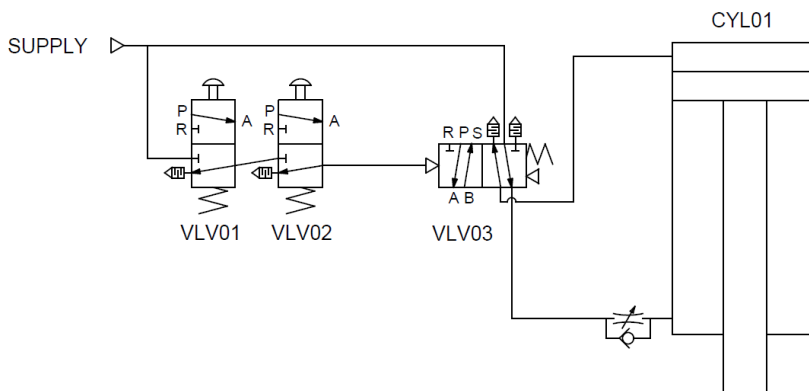 CYL01
SUPPLY
P
R
A
P
R
A
R P S
A B
VLV01
VLV02
VLV03